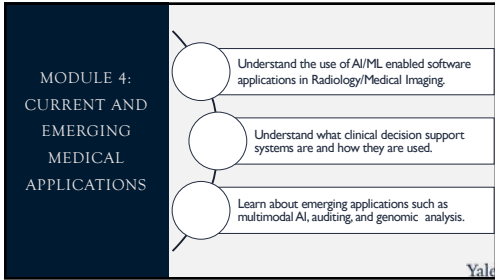 MODULE 4:
CURRENT AND
EMERGING
MEDICAL
APPLICATIONS
Understand the use of AI/ML enabled software
applications in Radiology/Medical Imaging.
Understand what clinical decision support
systems are and how they are used.
Learn about emerging applications such as
multimodal AI, auditing, and genomic analysis.
Yale